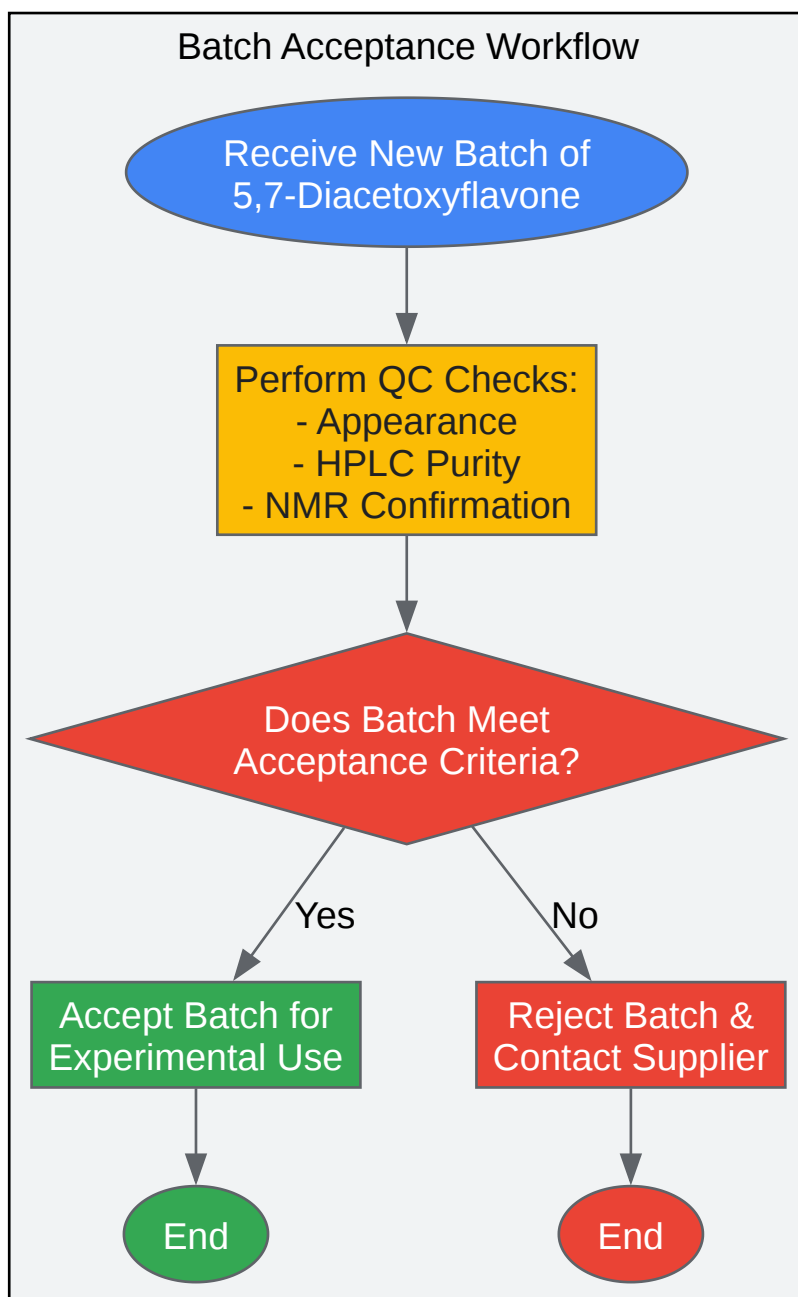 Batch Acceptance Workflow
Receive New Batch of
5,7-Diacetoxyflavone
Perform QC Checks:
- Appearance
- HPLC Purity
- NMR Confirmation
Does Batch Meet
Acceptance Criteria?
Yes
No
Accept Batch for
Experimental Use
Reject Batch &
Contact Supplier
End
End